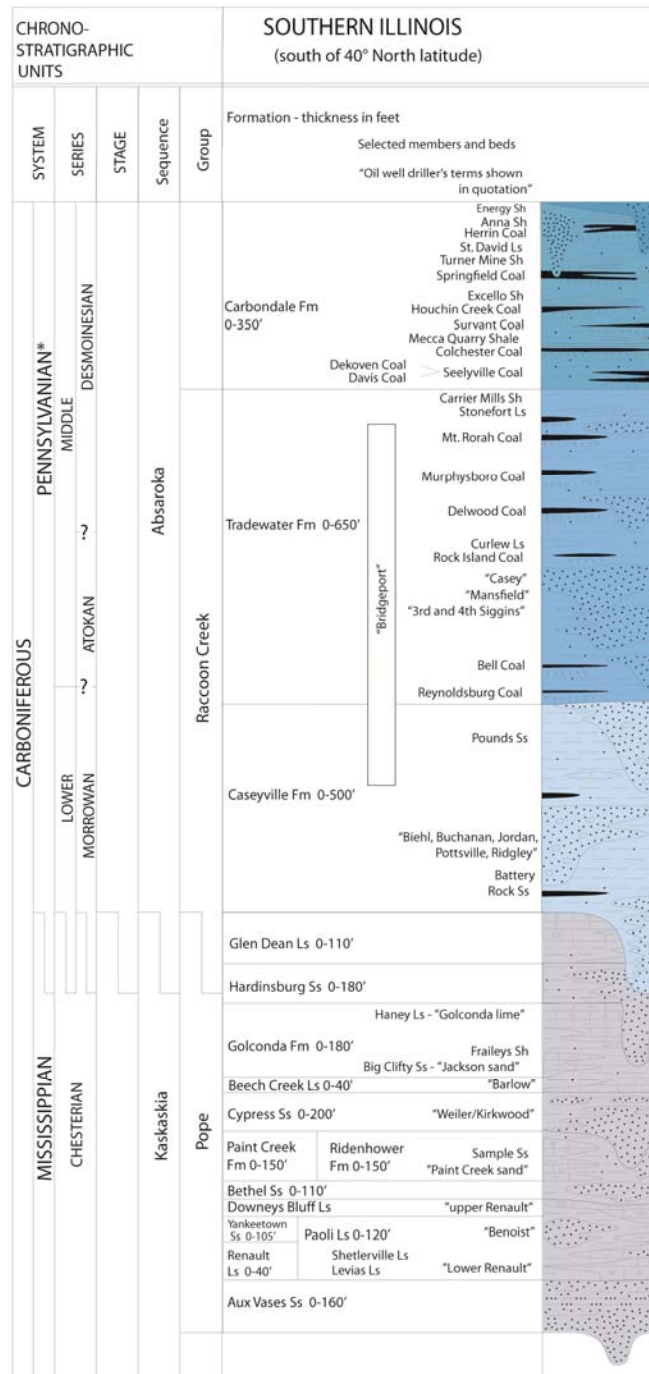 CHRONO-
STRATIGRAPHIC
UNITS
SOUTHERN ILLINOIS
(south of 40° North latitude)
SYSTEM
SERIES
STAGE
Sequence
Group
Formation - thickness in feet
Selected members and beds
"Oil well driller's terms shown
in quotation"
CARBONIFEROUS
PENNSYLVANIAN*
MIDDLE
DESMOINESIAN
?
ATOKAN
?
LOWER
MORROWAN
MISSISSIPPIAN
CHESTERIAN
Absaroka
Kaskaskia
Raccoon Creek
Pope
Carbondale Fm
0-350'
Energy Sh
Anna Sh
Herrin Coal
St. David Ls
Turner Mine Sh
Springfield Coal
Excello Sh
Houchin Creek Coal
Survant Coal
Mecca Quarry Shale
Colchester Coal
Dekoven Coal
Davis Coal
Seelyville Coal
Tradewater Fm 0-650'
"Bridgeport"
Carrier Mills Sh
Stonefort Ls
Mt. Rorah Coal
Murphysboro Coal
Delwood Coal
Curlew Ls
Rock Island Coal
"Casey"
"Mansfield"
"3rd and 4th Siggins"
Bell Coal
Reynoldsburg Coal
Caseyville Fm 0-500'
Pounds Ss
"Biehl, Buchanan, Jordan,
Pottsville, Ridgley"
Battery
Rock Ss
Glen Dean Ls 0-110'
Hardinsburg Ss 0-180'
Haney Ls - "Golconda lime"
Golconda Fm 0-180'
Fraileys Sh
Big Clifty Ss - "Jackson sand"
Beech Creek Ls 0-40' "Barlow"
Cypress Ss 0-200' "Weiler/Kirkwood"
Paint Creek
Fm 0-150'
Ridenhower
Fm 0-150'
Sample Ss
"Paint Creek sand"
Bethel Ss 0-110'
Downeys Bluff Ls "upper Renault"
Yankeetown
Ss 0-105'
Paoli Ls 0-120' "Benoist"
Renault
Ls 0-40'
Shetlerville Ls
Levias Ls "Lower Renault"
Aux Vases Ss 0-160'